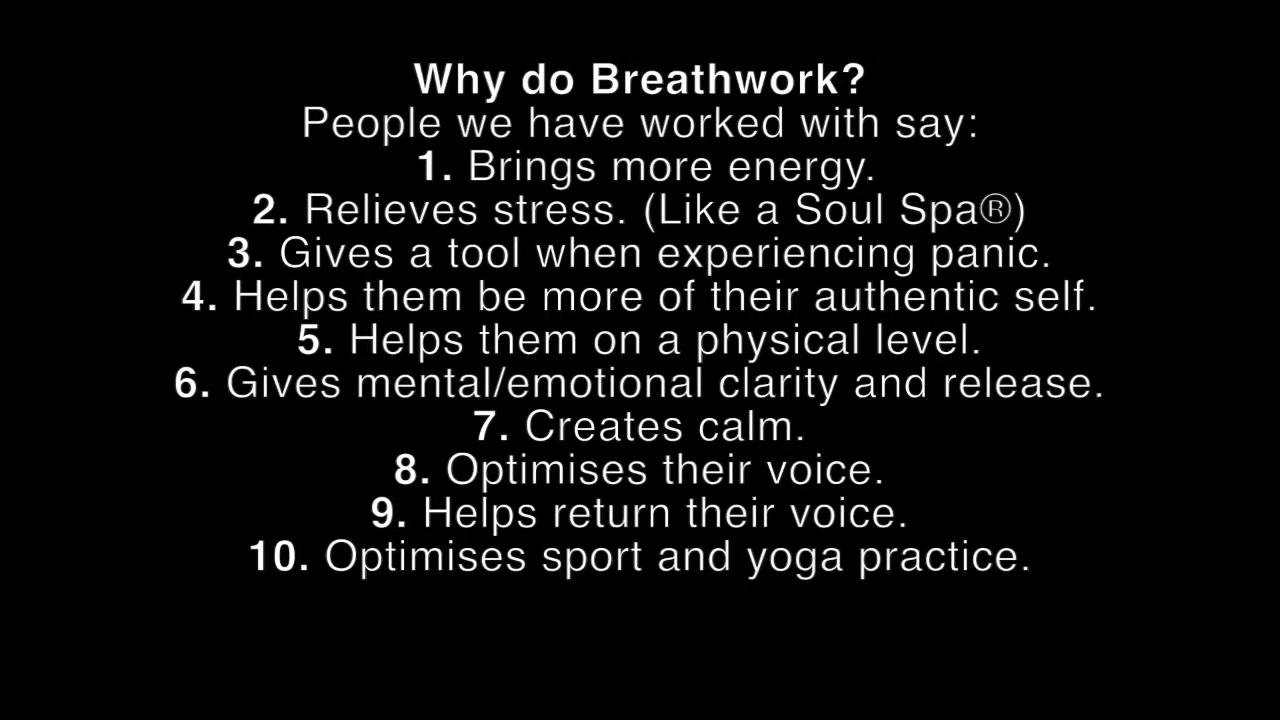 Why do Breathwork?
People we have worked with say:
1. Brings more energy.
2. Relieves stress. (Like a Soul Spa®)
3. Gives a tool when experiencing panic.
4. Helps them be more of their authentic self.
5. Helps them on a physical level.
6. Gives mental/emotional clarity and release.
7. Creates calm.
8. Optimises their voice.
9. Helps return their voice.
10. Optimises sport and yoga practice.